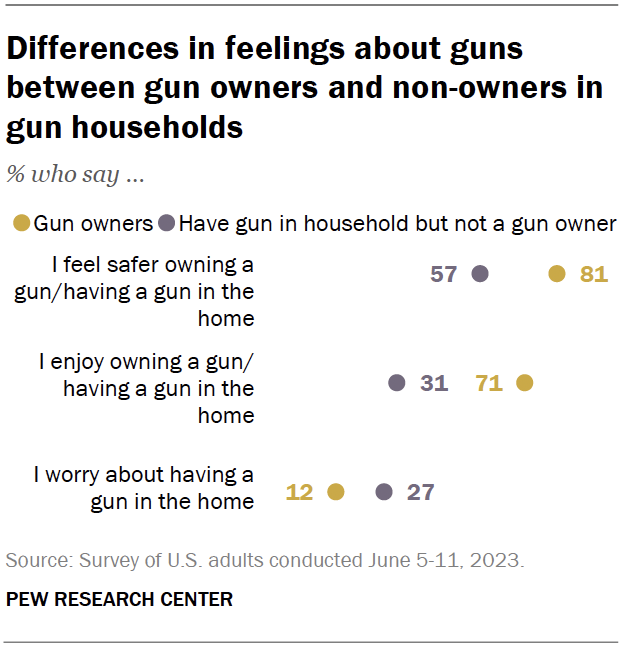 Differences in feelings about guns
between gun owners and non-owners in
gun households
% who say ...
Gun owners Have gun in household but not a gun owner
I feel safer owning a
gun/having a gun in the
home
57 81
I enjoy owning a gun/
having a gun in the
home
31 71
I worry about having a
gun in the home
12 27
Source: Survey of U.S. adults conducted June 5-11, 2023.
PEW RESEARCH CENTER